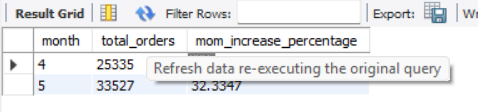 Result Grid Filter Rows: Export: Wr
month total_orders mom_increase_percentage
4 25335
Refresh data re-executing the original query
5 33527 32.3347